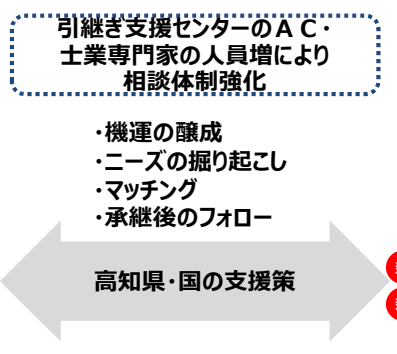 引継ぎ支援センターのＡＣ・
士業専門家の人員増により
相談体制強化
・機運の醸成
・ニーズの掘り起こし
・マッチング
・承継後のフォロー
高知県・国の支援策